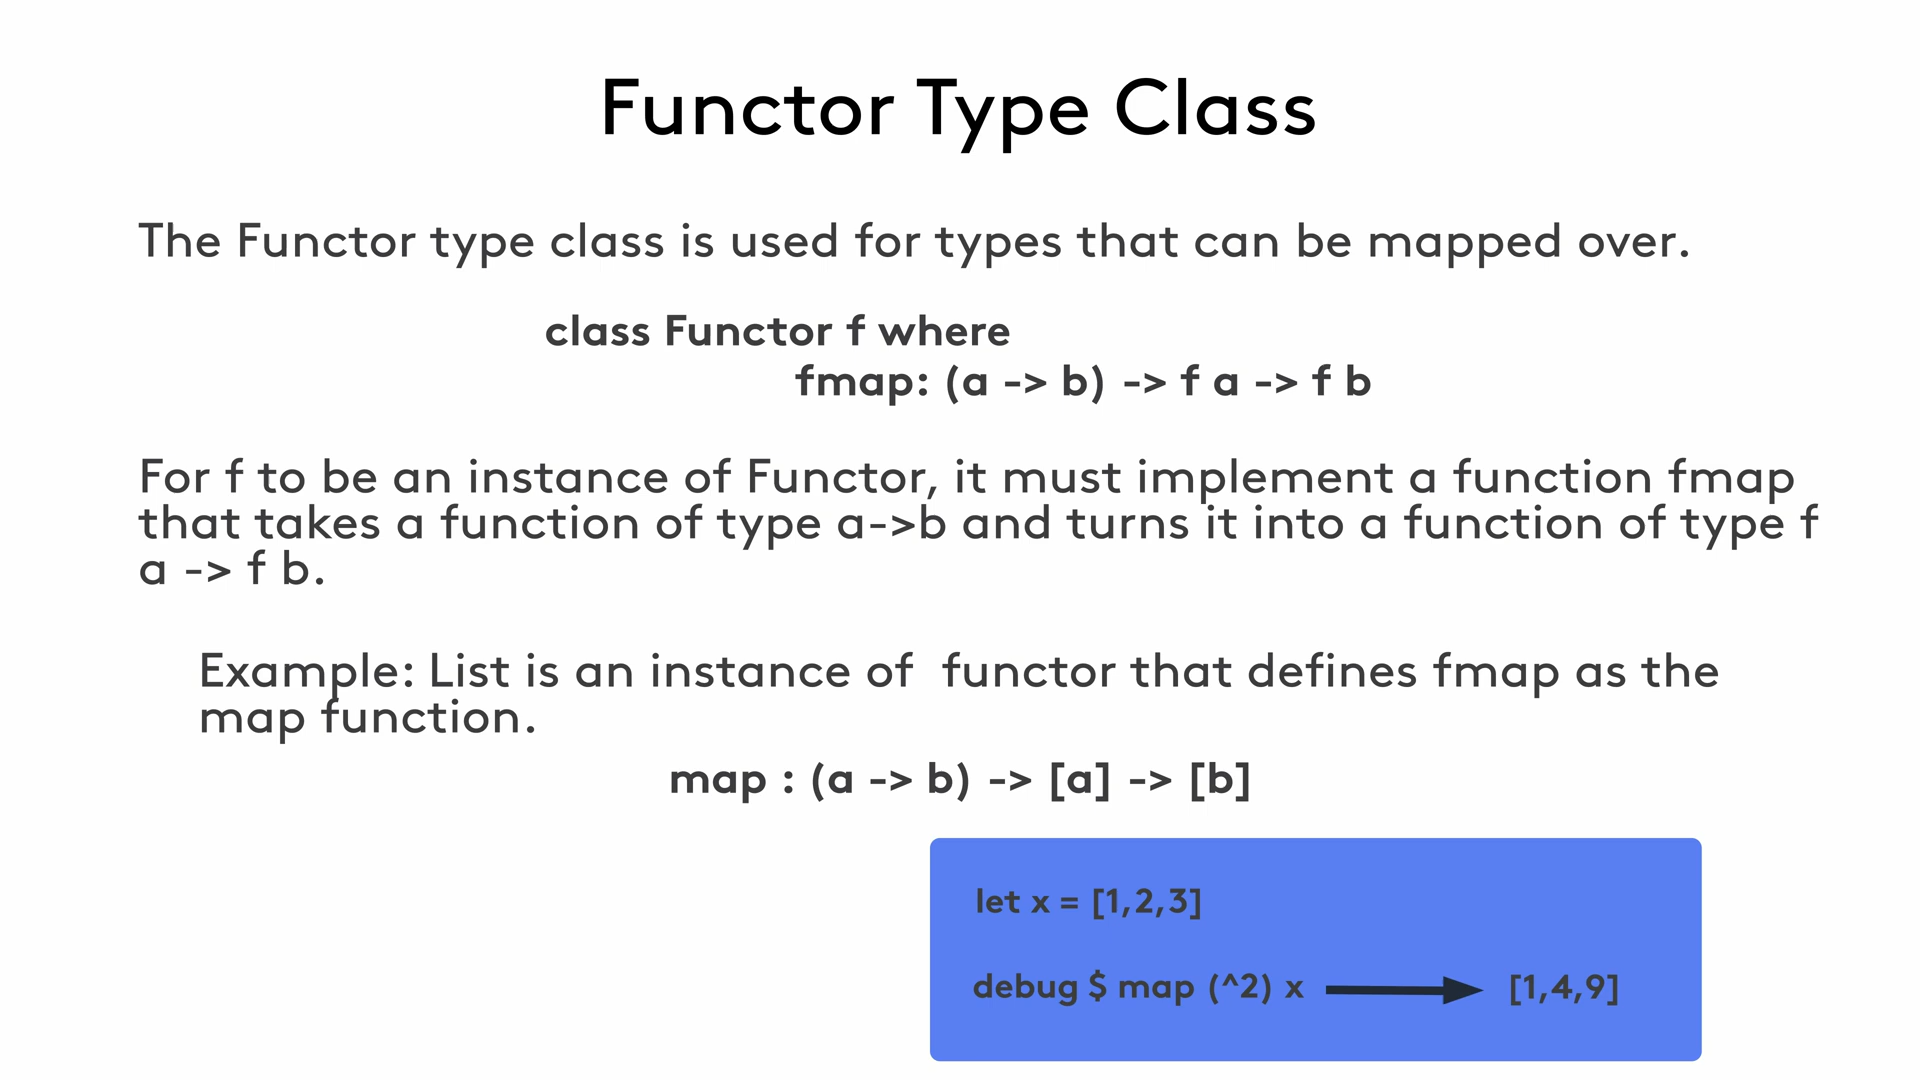 Functor Type Class
The Functor type class is used for types that can be mapped over.
class Functor f where
fmap: (a -> b) -> f a -> f b
For f to be an instance of Functor, it must implement a function fmap
that takes a function of type a->b and turns it into a function of type f
a -> f b.
Example: List is an instance of  functor that defines fmap as the
map function.
map : (a -> b) -> [a] -> [b]
let x = [1,2,3]
debug $ map (^2) x [1,4,9]